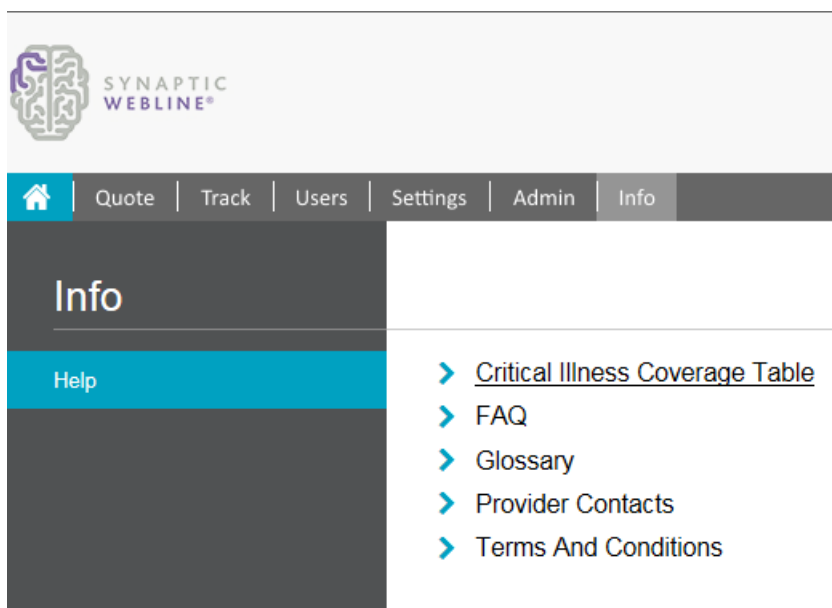 SYNAPTIC
WEBLINE®
Quote Track Users Settings Admin Info
Info
Help
Critical Illness Coverage Table
FAQ
Glossary
Provider Contacts
Terms And Conditions